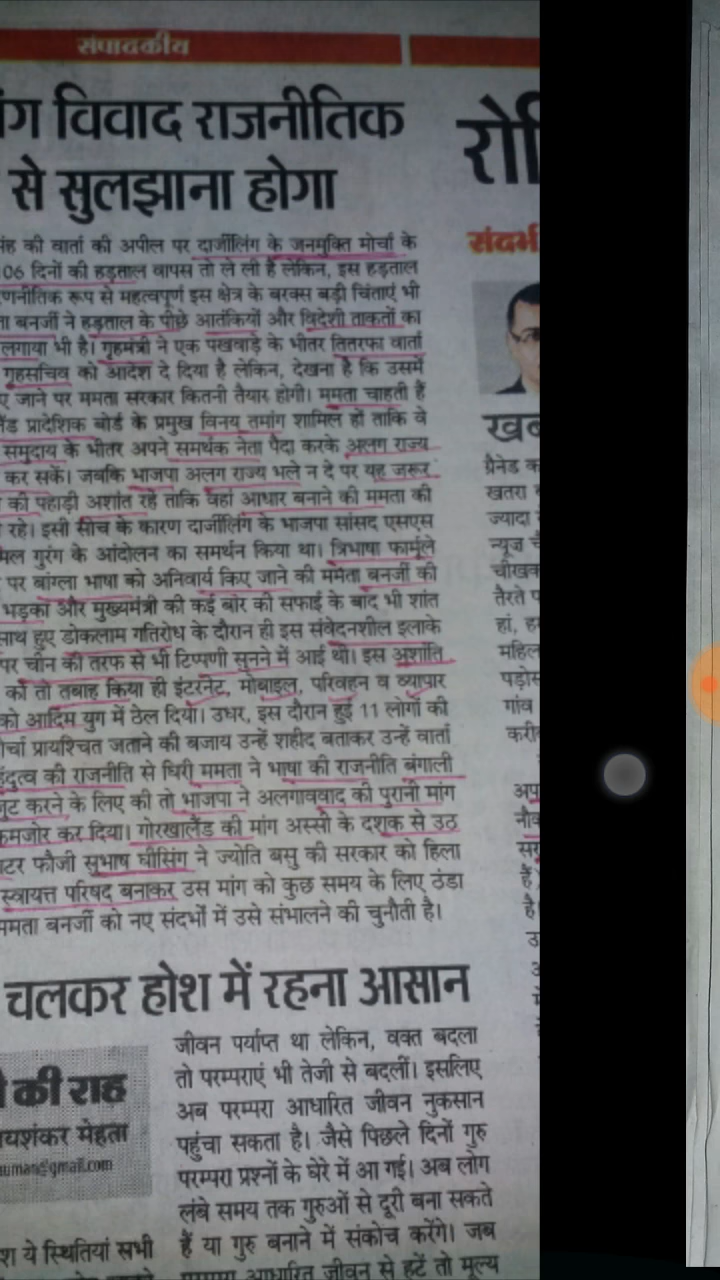 संपादकीय
ंग विवाद राजनीतिक
से सुलझाना होगा
की वार्ता की अपील पर दार्जीलिंग के जनमुक्ति मोर्चा के
06 दिनों की हड़ताल वापस तो ले ली है लेकिन, इस हड़ताल
रूप से महत्वपूर्ण इस क्षेत्र के बरक्स बड़ी चिंताएं भी
बनर्जी ने हड़ताल के पीछे आतंकियों और विदेशी ताकतों का
लगाया भी है। गृहमंत्री ने एक पखवाड़े के भीतर तितरफा वार्ता
गृहसचिव को आदेश दे दिया है लेकिन, देखना है कि उसमें
जाने पर ममता सरकार कितनी तैयार होगी। ममता चाहती हैं
प्रादेशिक बोर्ड के प्रमुख विनय तमांग शामिल हों ताकि वे
समुदाय के भीतर अपने समर्थक नेता पैदा करके अलग राज्य
कर सकें। जबकि भाजपा अलग राज्य भले न दे पर यह जरूर
की पहाड़ी अशांत रहे ताकि वहां आधार बनाने की ममता की
रहे। इसी सोच के कारण दार्जीलिंग के भाजपा सांसद एसएस
गुरंग के आंदोलन का समर्थन किया था। त्रिभाषा फार्मूले
पर बांग्ला भाषा को अनिवार्य किए जाने की ममता बनर्जी की
भड़का और मुख्यमंत्री की कई बार की सफाई के बाद भी शांत
साथ हुए डोकलाम गतिरोध के दौरान ही इस संवेदनशील इलाके
पर चीन की तरफ से भी टिप्पणी सुनने में आई थी। इस अशांति
को तो तबाह किया ही इंटरनेट, मोबाइल, परिवहन व व्यापार
को आदिम युग में ठेल दिया। उधर, इस दौरान हुई 11 लोगों की
प्रायश्चित जताने की बजाय उन्हें शहीद बताकर उन्हें वार्ता
की राजनीति से घिरी ममता ने भाषा की राजनीति बंगाली
करने के लिए की तो भाजपा ने अलगाववाद की पुरानी मांग
कमजोर कर दिया। गोरखालैंड की मांग अस्सी के दशक से उठ
फौजी सुभाष घीसिंग ने ज्योति बसु की सरकार को हिला
स्वायत्त परिषद बनाकर उस मांग को कुछ समय के लिए ठंडा
ममता बनर्जी को नए संदर्भों में उसे संभालने की चुनौती है।
चलकर होश में रहना आसान
की राह
मेहता
जीवन पर्याप्त था लेकिन, वक्त बदला
तो परम्पराएं भी तेजी से बदलीं। इसलिए
अब परम्परा आधारित जीवन नुकसान
पहुंचा सकता है। जैसे पिछले दिनों गुरु
परम्परा प्रश्नों के घेरे में आ गई। अब लोग
लंबे समय तक गुरुओं से दूरी बना सकते
हैं या गुरु बनाने में संकोच करेंगे। जब
परम्परा आधारित जीवन से हटें तो मूल्य
ये स्थितियां सभी
ग्रैनेड
खतरा
ज्यादा
न्यूज
तैरते
हां,
गांव